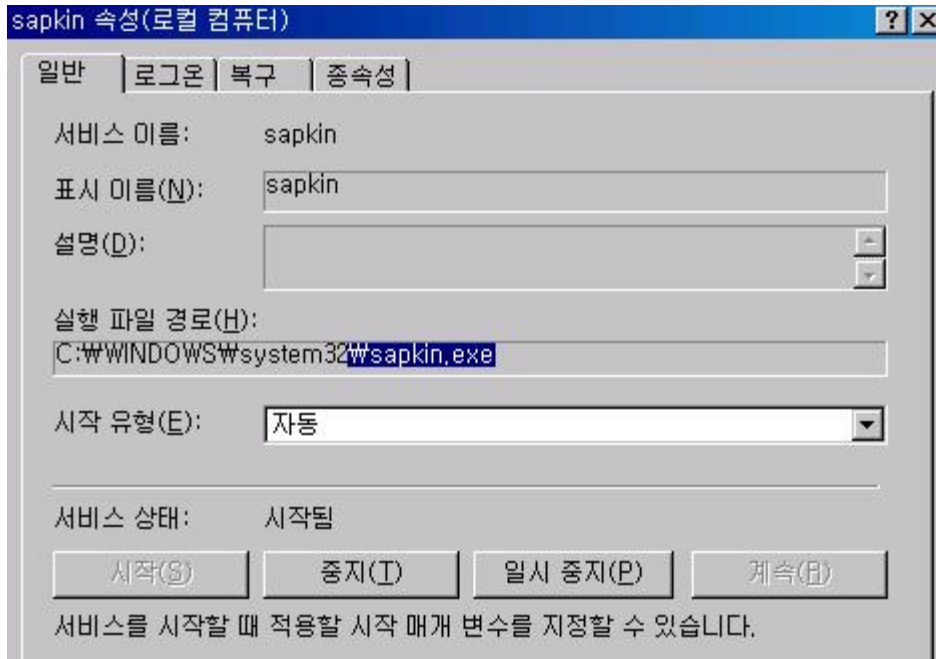 sapkin 속성(로컬 컴퓨터)
일반 로그온 복구 종속성
서비스 이름: sapkin
표시 이름(N): sapkin
설명(D):
실행 파일 경로(H):
C:₩WINDOWS₩system32₩sapkin.exe
시작 유형(E): 자동
서비스 상태: 시작됨
시작(S) 중지(T) 일시 중지(P) 계속(R)
서비스를 시작할 때 적용할 시작 매개 변수를 지정할 수 있습니다.